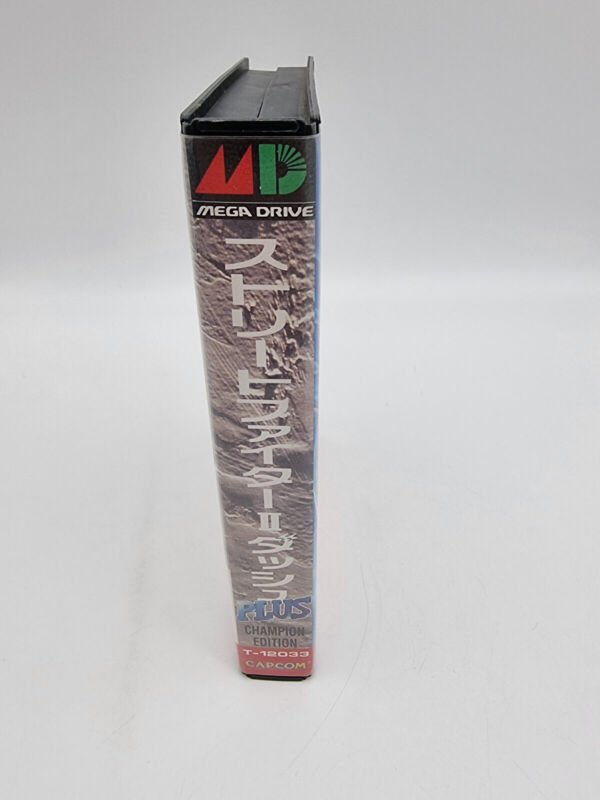 MD
MEGA DRIVE
ストリートファイターⅡダッシュ
PLUS
CHAMPION
EDITION
T-12033
CAPCOM